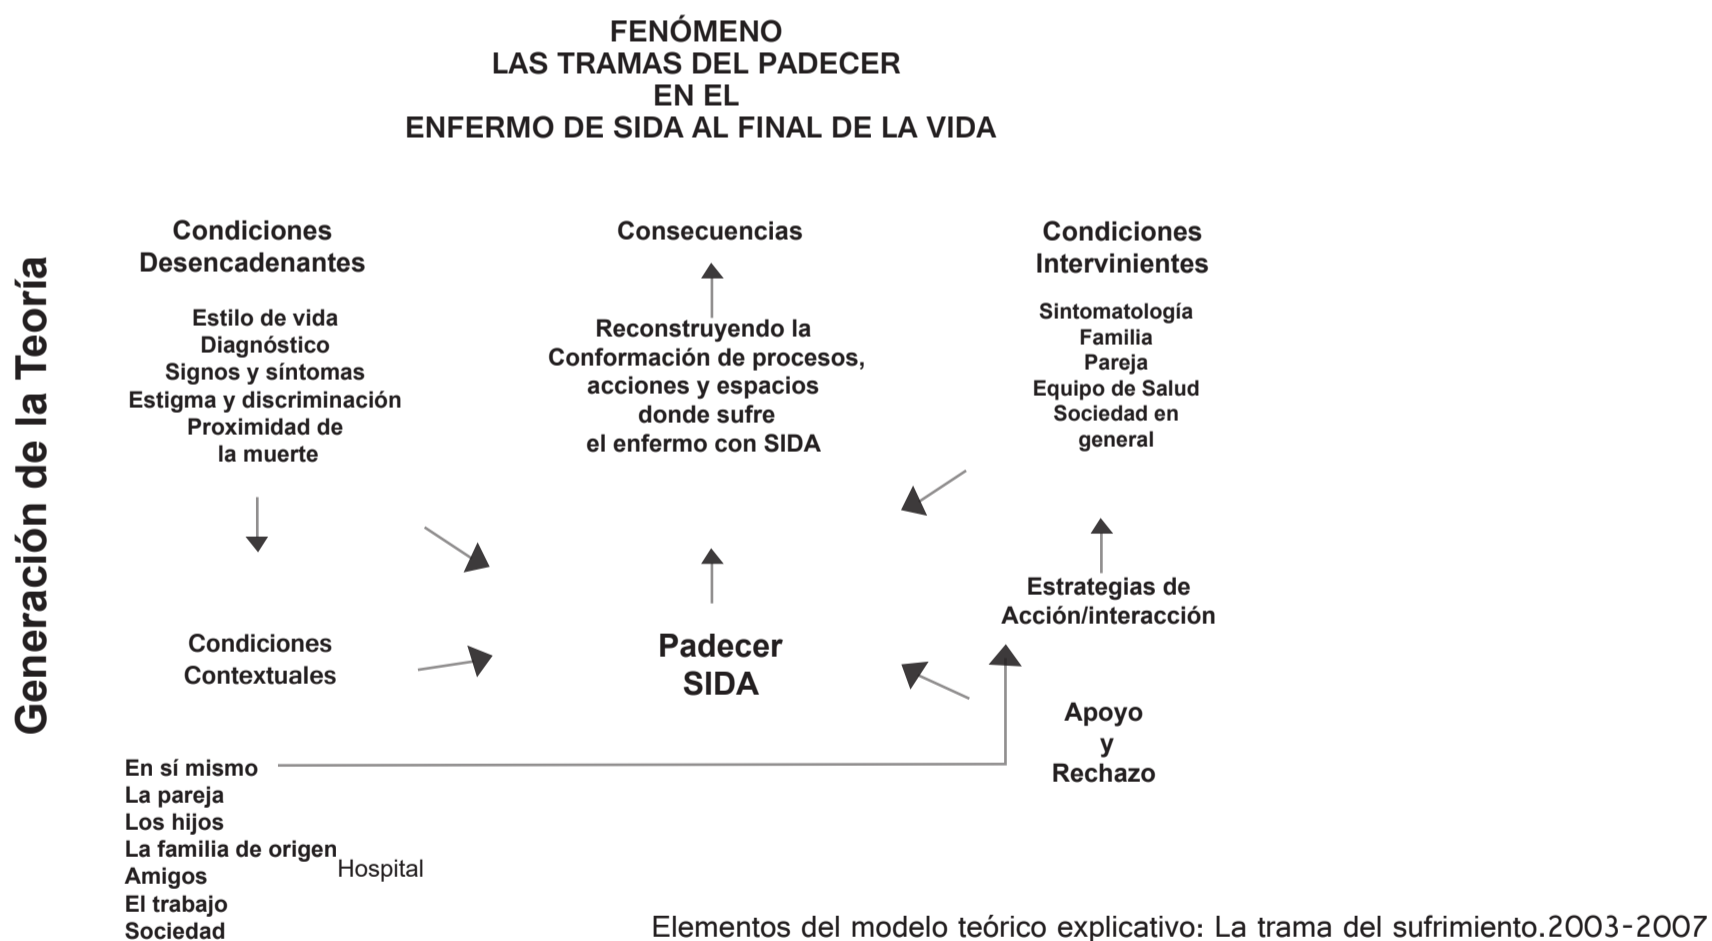 FENÓMENO
LAS TRAMAS DEL PADECER
EN EL
ENFERMO DE SIDA AL FINAL DE LA VIDA
Generación de la Teoría
Condiciones
Desencadenantes
Estilo de vida
Diagnóstico
Signos y síntomas
Estigma y discriminación
Proximidad de
la muerte
Consecuencias
Reconstruyendo la
Conformación de procesos,
acciones y espacios
donde sufre
el enfermo con SIDA
Condiciones
Intervinientes
Sintomatología
Familia
Pareja
Equipo de Salud
Sociedad en
general
Condiciones
Contextuales
Padecer
SIDA
Estrategias de
Acción/interacción
Apoyo
y
Rechazo
En sí mismo
La pareja
Los hijos
La familia de origen
Hospital
Amigos
El trabajo
Sociedad
Elementos del modelo teórico explicativo: La trama del sufrimiento.2003-2007